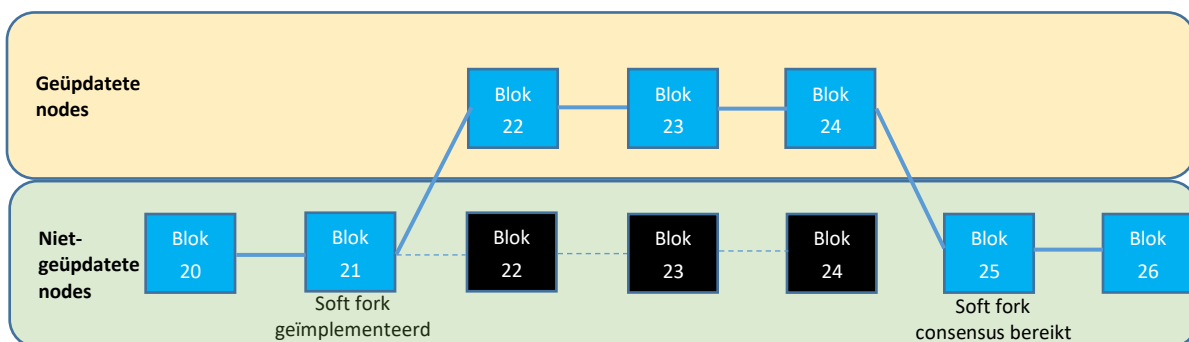 Geüpdatete
nodes
Blok
22
Blok
23
Blok
24
Niet-
geüpdatete
nodes
Blok
20
Blok
21
Blok
22
Blok
23
Blok
24
Blok
25
Blok
26
Soft fork
geïmplementeerd
Soft fork
consensus bereikt